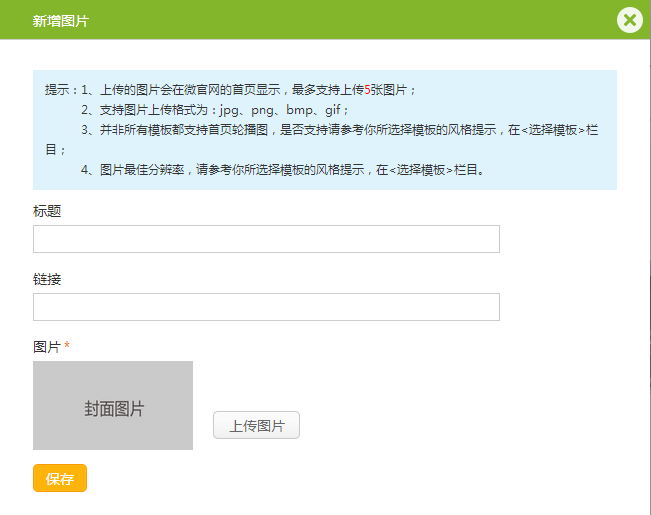 新增图片
提示：1、上传的图片会在微官网的首页显示，最多支持上传5张图片；
2、支持图片上传格式为：jpg、png、bmp、gif；
3、并非所有模板都支持首页轮播图，是否支持请参考你所选择模板的风格提示，在<选择模板>栏
目；
4、图片最佳分辨率，请参考你所选择模板的风格提示，在<选择模板>栏目。
标题
链接
图片*
封面图片
上传图片
保存